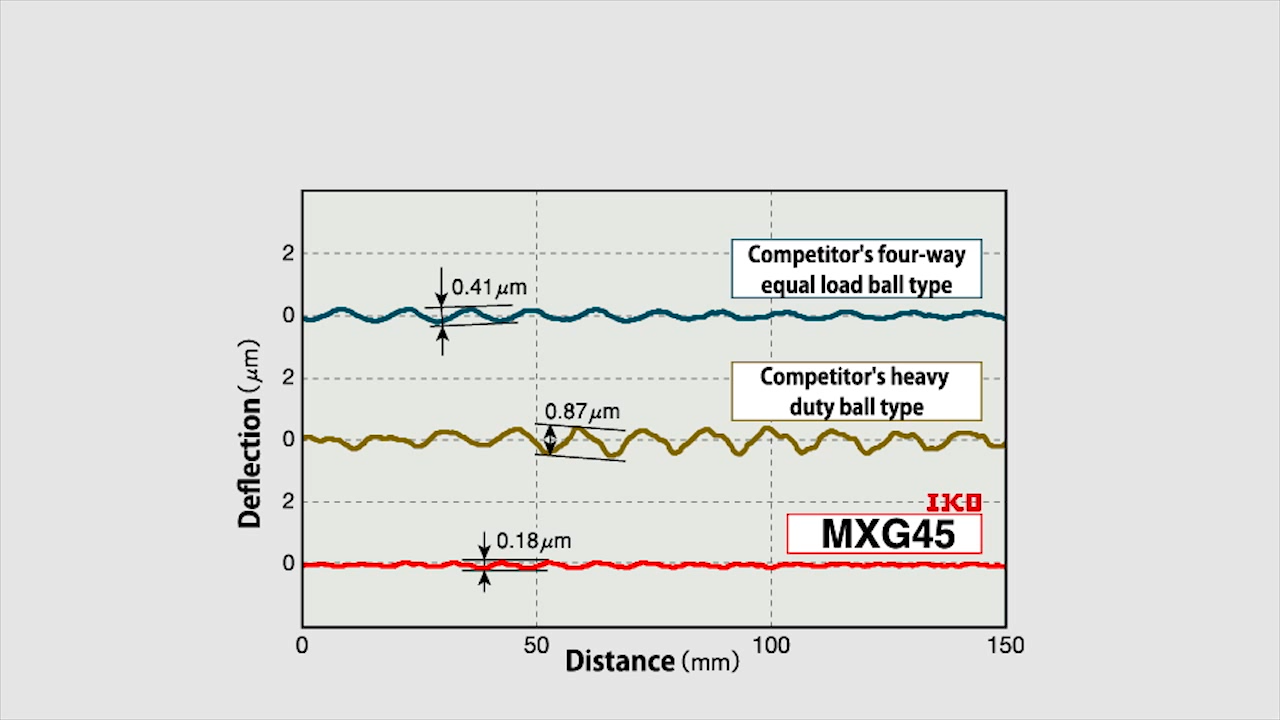 2
Competitor's four-way
equal load ball type
0.41μm
0
2
Competitor's heavy
duty ball type
0.87μm
0
2
IKO
MXG45
0.18μm
0
Deflection(μm)
0 50 100 150
Distance(mm)